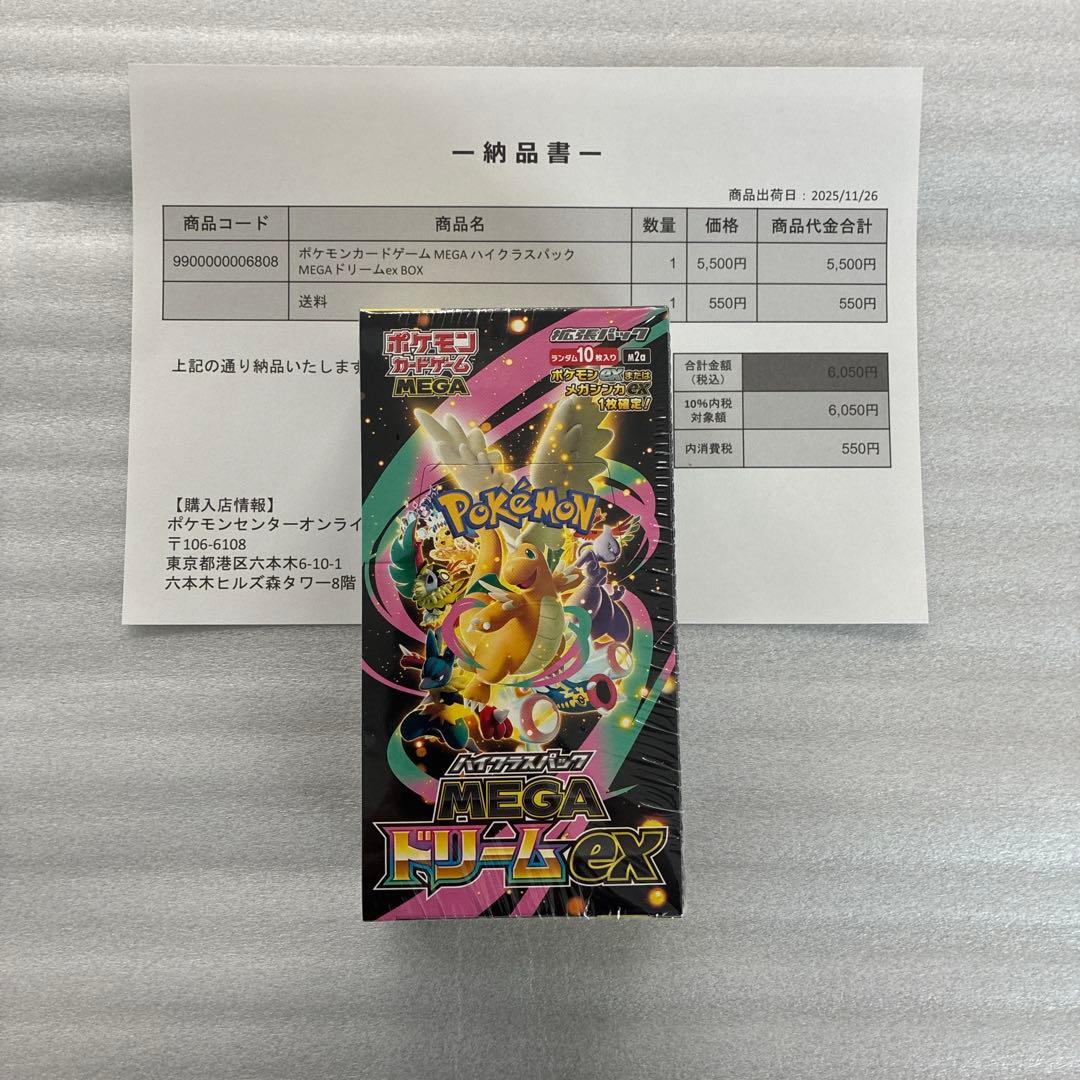 ー納品書ー
商品出荷日：2025/11/26
商品コード 商品名 数量 価格 商品代金合計
9900000006808 ポケモンカードゲーム MEGA ハイクラスパック
MEGAドリームex BOX 1 5,500円 5,500円
送料 1 550円 550円
上記の通り納品いたします
合計金額
（税込） 6,050円
10%内税
対象額 6,050円
内消費税 550円
【購入店情報】
ポケモンセンターオンライ
〒106-6108
東京都港区六本木6-10-1
六本木ヒルズ森タワー8階
ポケモン
カードゲーム
MEGA
拡張パック
ランダム10枚入り M2a
ポケモンexまたは
メガシンカex
1枚確定！
POKéMON
ハイクラスパック
MEGA
ドリームex